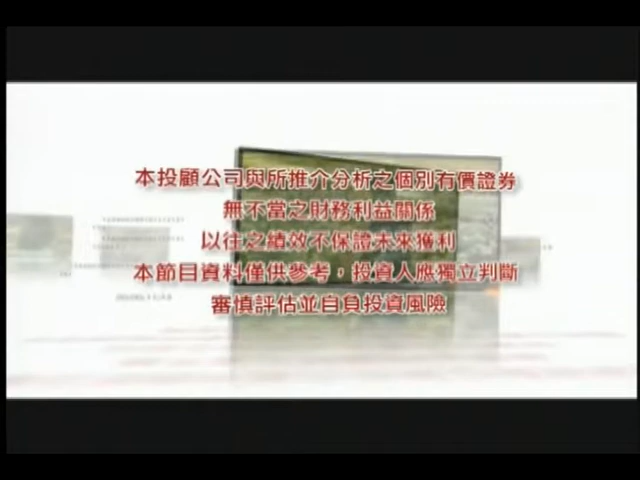 本投顧公司與所推介分析之個別有價證券
無不當之財務利益關係
以往之績效不保證未來獲利
本節目資料僅供參考，投資人應獨立判斷
審慎評估並自負投資風險